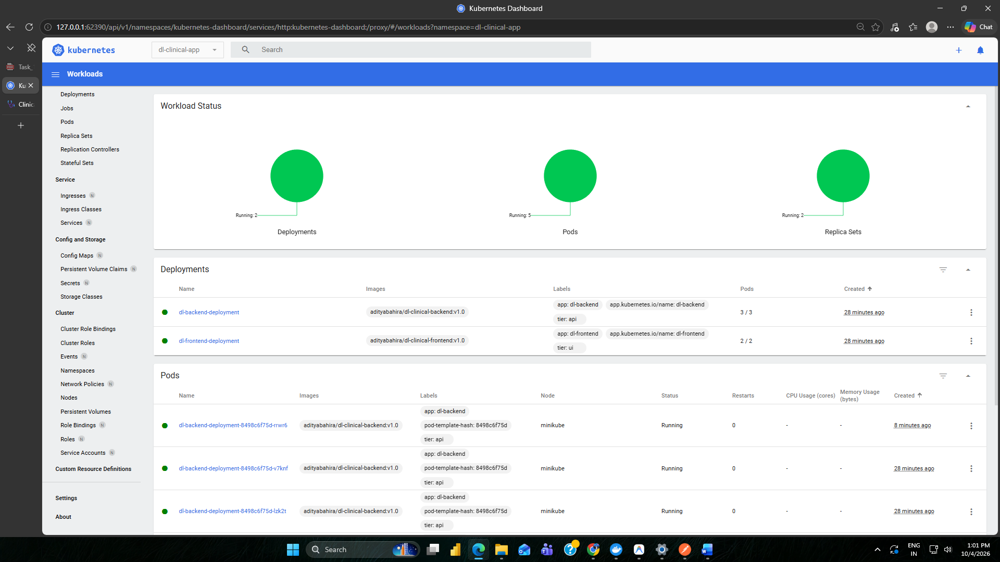 Kubernetes Dashboard
127.0.0.1:62390/api/v1/namespaces/kubernetes-dashboard/services/http:kubernetes-dashboard:/proxy/#/workloads?namespace=dl-clinical-app
Chat
Task_
Ku
Clinic
kubernetes
dl-clinical-app
Search
Workloads
Deployments
Jobs
Pods
Replica Sets
Replication Controllers
Stateful Sets
Service
Ingresses N
Ingress Classes
Services N
Config and Storage
Config Maps N
Persistent Volume Claims N
Secrets N
Storage Classes
Cluster
Cluster Role Bindings
Cluster Roles
Events N
Namespaces
Network Policies N
Nodes
Persistent Volumes
Role Bindings N
Roles N
Service Accounts N
Custom Resource Definitions
Settings
About
Workload Status
Running: 2
Running: 5
Running: 2
Deployments
Pods
Replica Sets
Deployments
Name Images Labels Pods Created
app: dl-backend app.kubernetes.io/name: dl-backend
dl-backend-deployment adityabahira/dl-clinical-backend:v1.0 3 / 3 28 minutes ago
tier: api
app: dl-frontend app.kubernetes.io/name: dl-frontend
dl-frontend-deployment adityabahira/dl-clinical-frontend:v1.0 2 / 2 28 minutes ago
tier: ui
Pods
Name Images Labels Node Status Restarts CPU Usage (cores) Memory Usage (bytes) Created
app: dl-backend
dl-backend-deployment-8498c6f75d-rrwr6 adityabahira/dl-clinical-backend:v1.0 pod-template-hash: 8498c6f75d minikube Running 0 - - 8 minutes ago
tier: api
app: dl-backend
dl-backend-deployment-8498c6f75d-v7knf adityabahira/dl-clinical-backend:v1.0 pod-template-hash: 8498c6f75d minikube Running 0 - - 28 minutes ago
tier: api
app: dl-backend
dl-backend-deployment-8498c6f75d-lzk2t adityabahira/dl-clinical-backend:v1.0 pod-template-hash: 8498c6f75d minikube Running 0 - - 28 minutes ago
tier: api
Search
ENG
IN
1:01 PM
10/4/2026